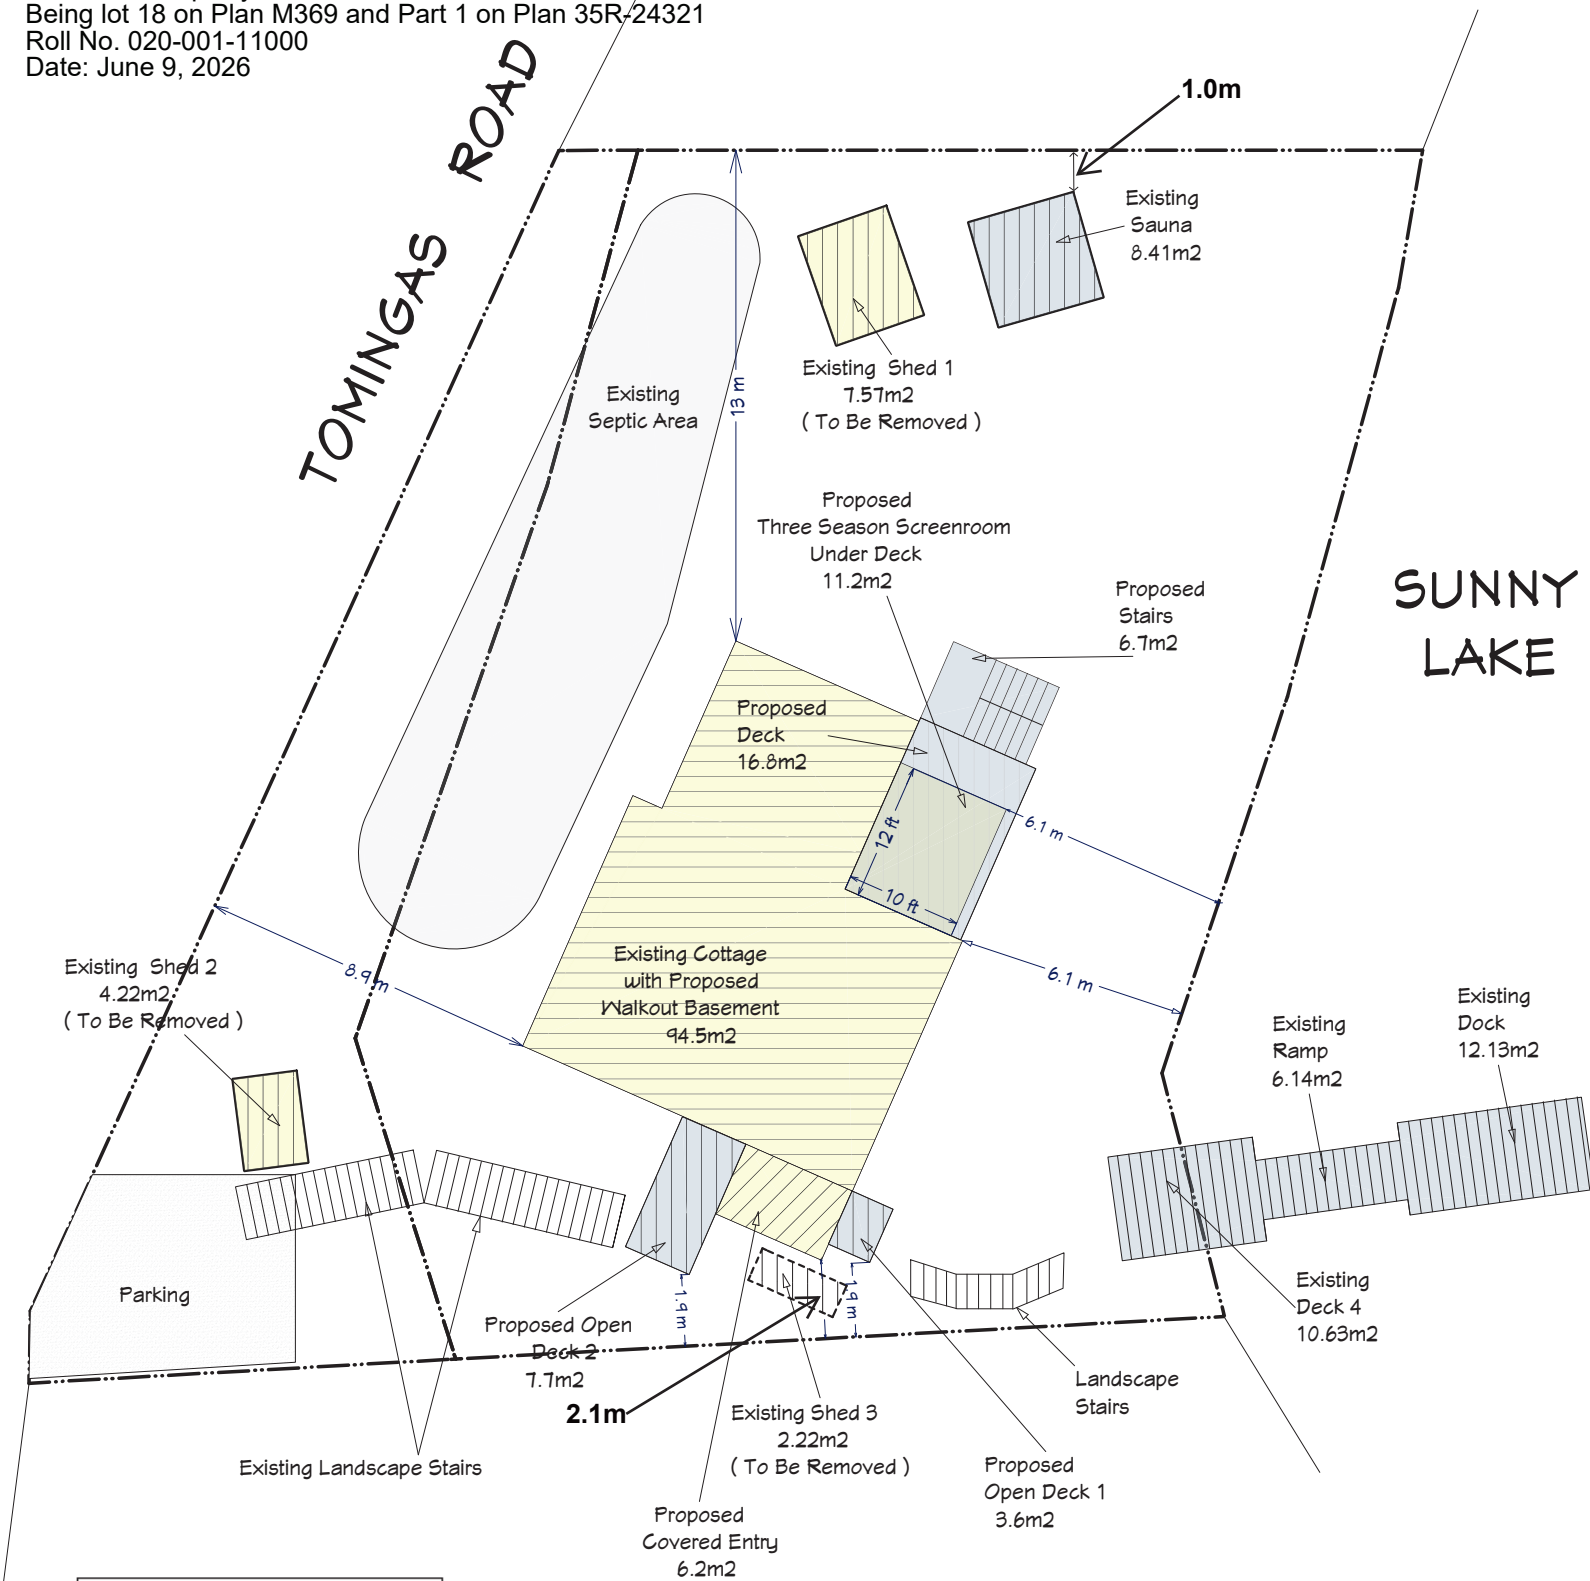 Being lot 18 on Plan M369 and Part 1 on Plan 35R-24321
Roll No. 020-001-11000
Date: June 9, 2026
TOMINGAS ROAD
1.0m
Existing
Sauna
8.41m2
Existing Shed 1
7.57m2
( To Be Removed )
Existing
Septic Area
13 m
Proposed
Three Season Screenroom
Under Deck
11.2m2
Proposed
Stairs
6.7m2
SUNNY
LAKE
Proposed
Deck
16.8m2
12 ft
10 ft
6.1 m
6.1 m
Existing Cottage
with Proposed
Walkout Basement
94.5m2
8.9 m
Existing Shed 2
4.22m2
( To Be Removed )
Existing
Dock
12.13m2
Existing
Ramp
6.14m2
Parking
Existing
Deck 4
10.63m2
1.9 m
1.9 m
Proposed Open
Deck 2
7.7m2
2.1m
Landscape
Stairs
Existing Shed 3
2.22m2
( To Be Removed )
Existing Landscape Stairs
Proposed
Open Deck 1
3.6m2
Proposed
Covered Entry
6.2m2